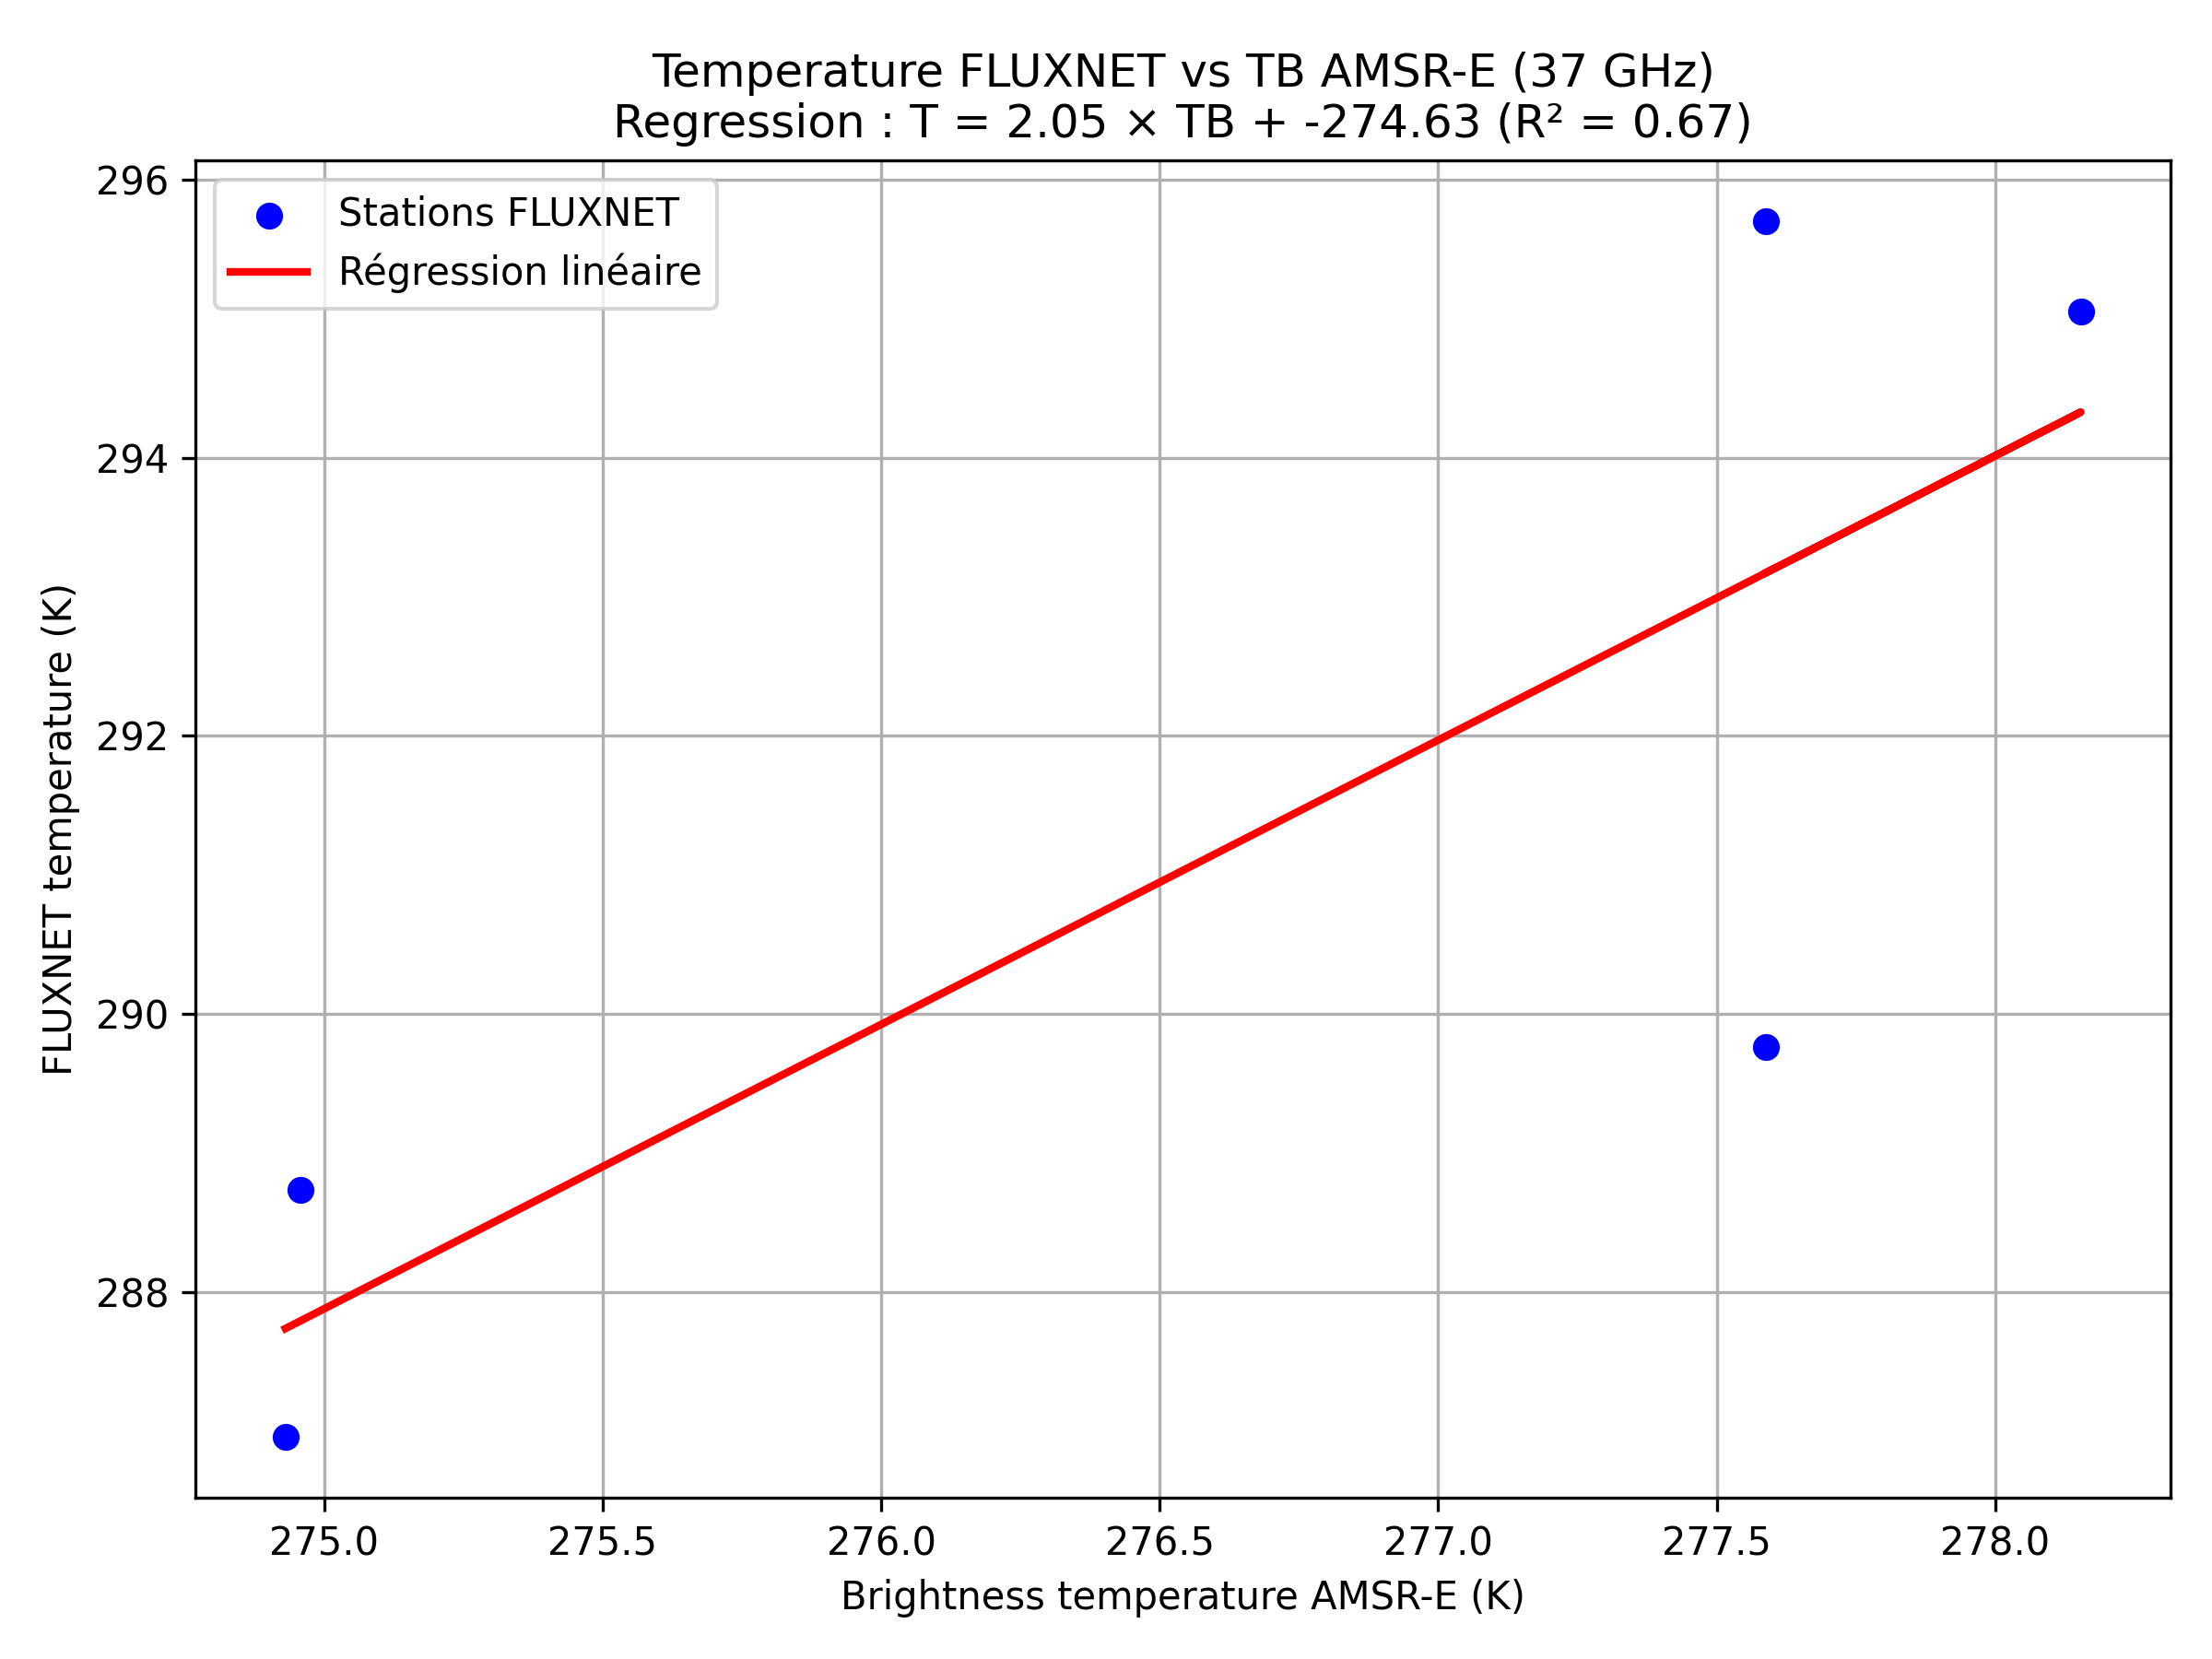 Temperature FLUXNET vs TB AMSR-E (37 GHz)
Regression : T = 2.05 × TB + -274.63 (R² = 0.67)
Stations FLUXNET
Régression linéaire
296
294
292
290
288
FLUXNET temperature (K)
275.0 275.5 276.0 276.5 277.0 277.5 278.0
Brightness temperature AMSR-E (K)